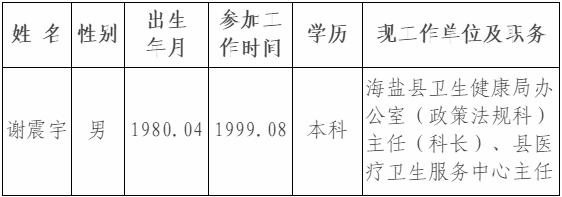 姓 名 性别 出生年月 参加工作时间 学历 现工作单位及职务
谢震宇 男 1980.04 1999.08 本科 海盐县卫生健康局办
公室（政策法规科）
主任（科长）、县医
疗卫生服务中心主任